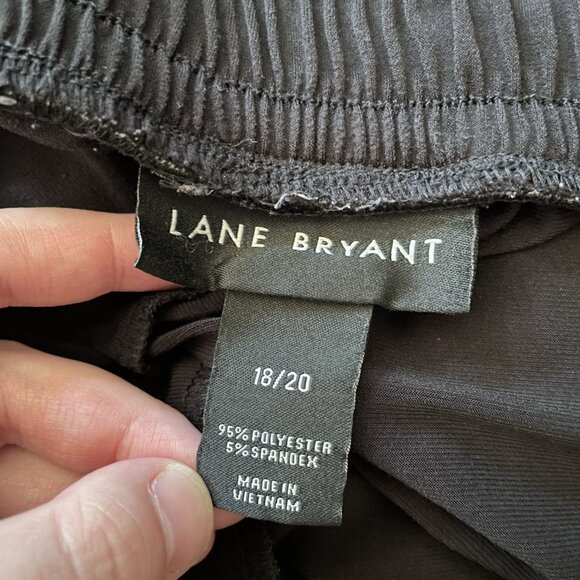 LANE BRYANT
18/20
95% POLYESTER
5% SPANDEX
MADE IN
VIETNAM